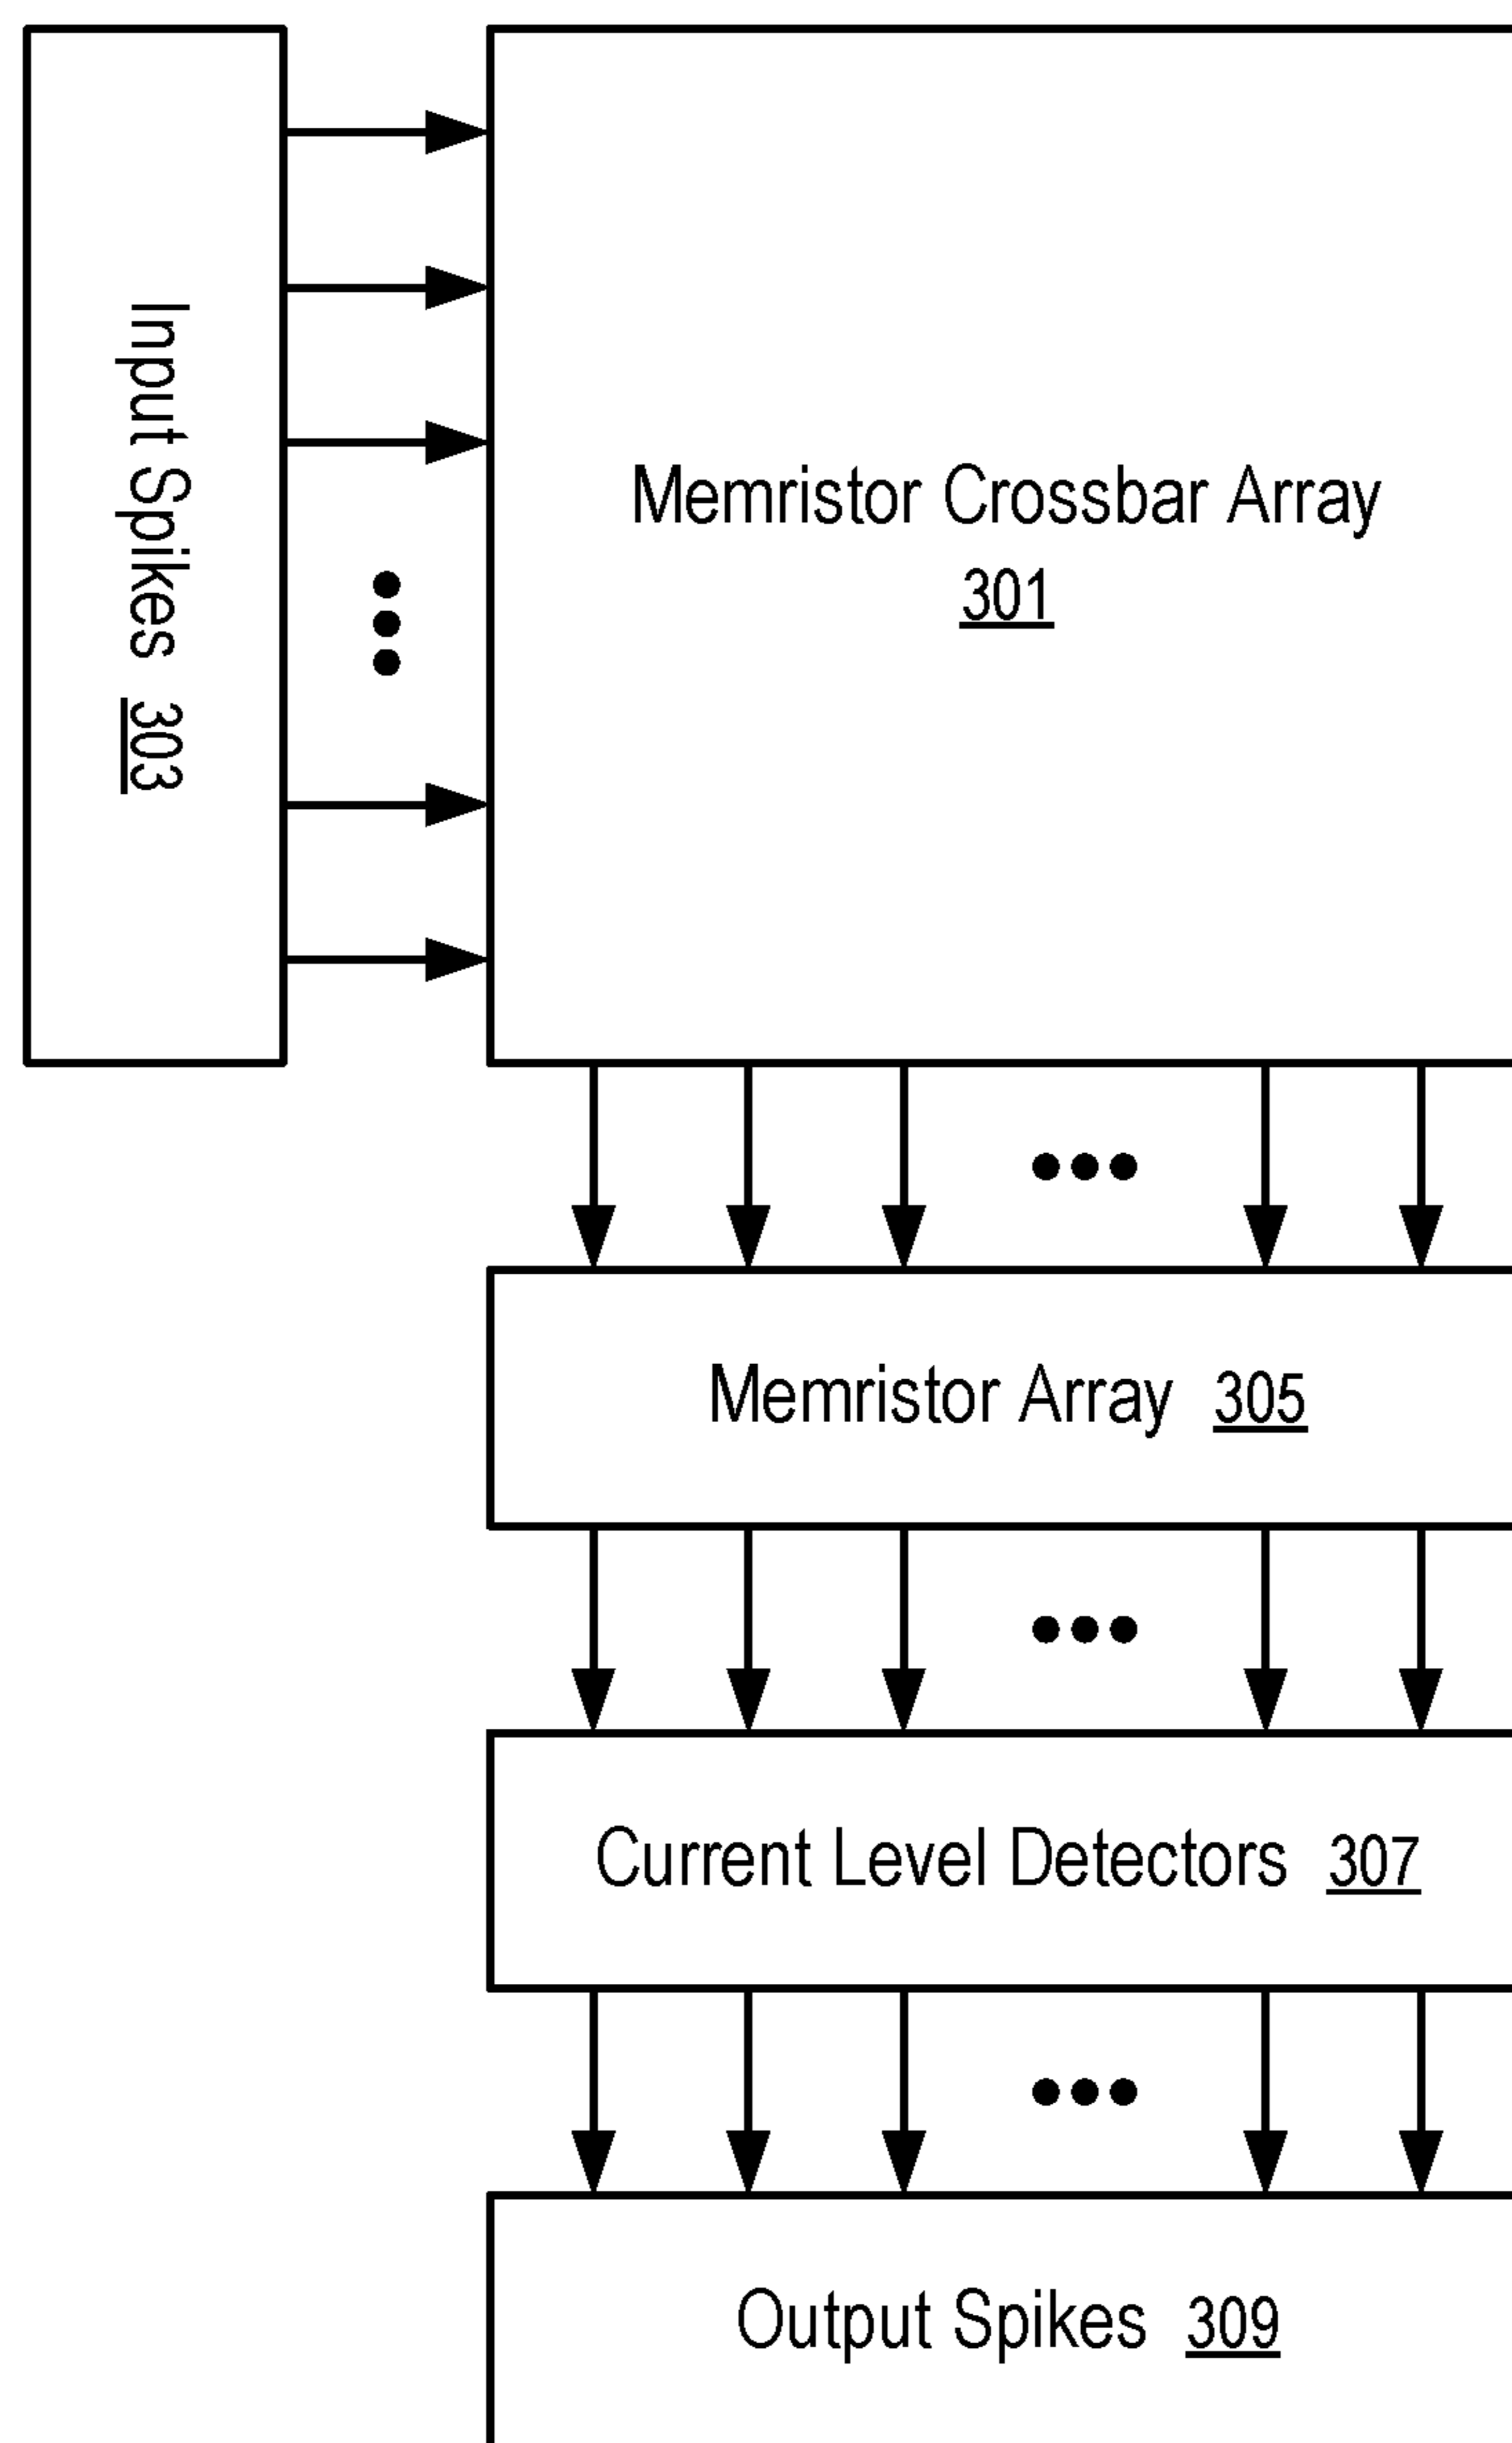 Input Spikes 303
Memristor Crossbar Array
301
Memristor Array 305
Current Level Detectors 307
Output Spikes 309